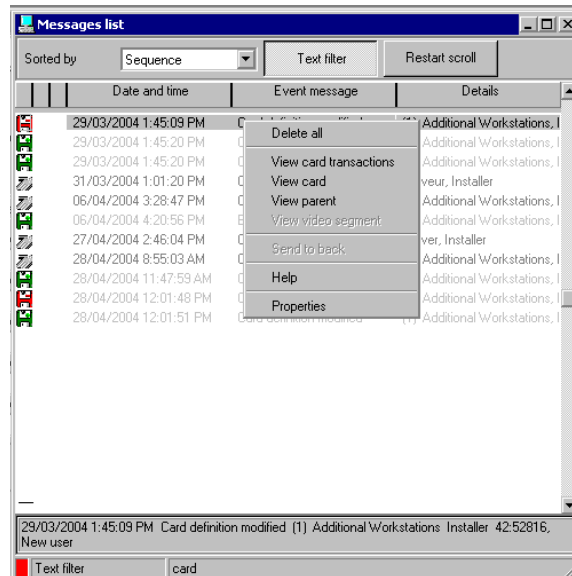 Messages list
Sorted by Sequence Text filter Restart scroll
Date and time Event message Details
29/03/2004 1:45:09 PM Card definition modified (1) Additional Workstations, I
29/03/2004 1:45:20 PM C Additional Workstations, I
29/03/2004 1:45:20 PM C Additional Workstations, I
31/03/2004 1:01:20 PM C veur, Installer
06/04/2004 3:28:47 PM C Additional Workstations, I
06/04/2004 4:20:56 PM E Additional Workstations, I
27/04/2004 2:46:04 PM C ver, Installer
28/04/2004 8:55:03 AM C Additional Workstations, I
28/04/2004 11:47:59 AM C Additional Workstations, I
28/04/2004 12:01:48 PM C Additional Workstations, I
28/04/2004 12:01:51 PM Card definition modified (1) Additional Workstations, I
Delete all
View card transactions
View card
View parent
View video segment
Send to back
Help
Properties
29/03/2004 1:45:09 PM Card definition modified (1) Additional Workstations Installer 42:52816,
New user
Text filter card